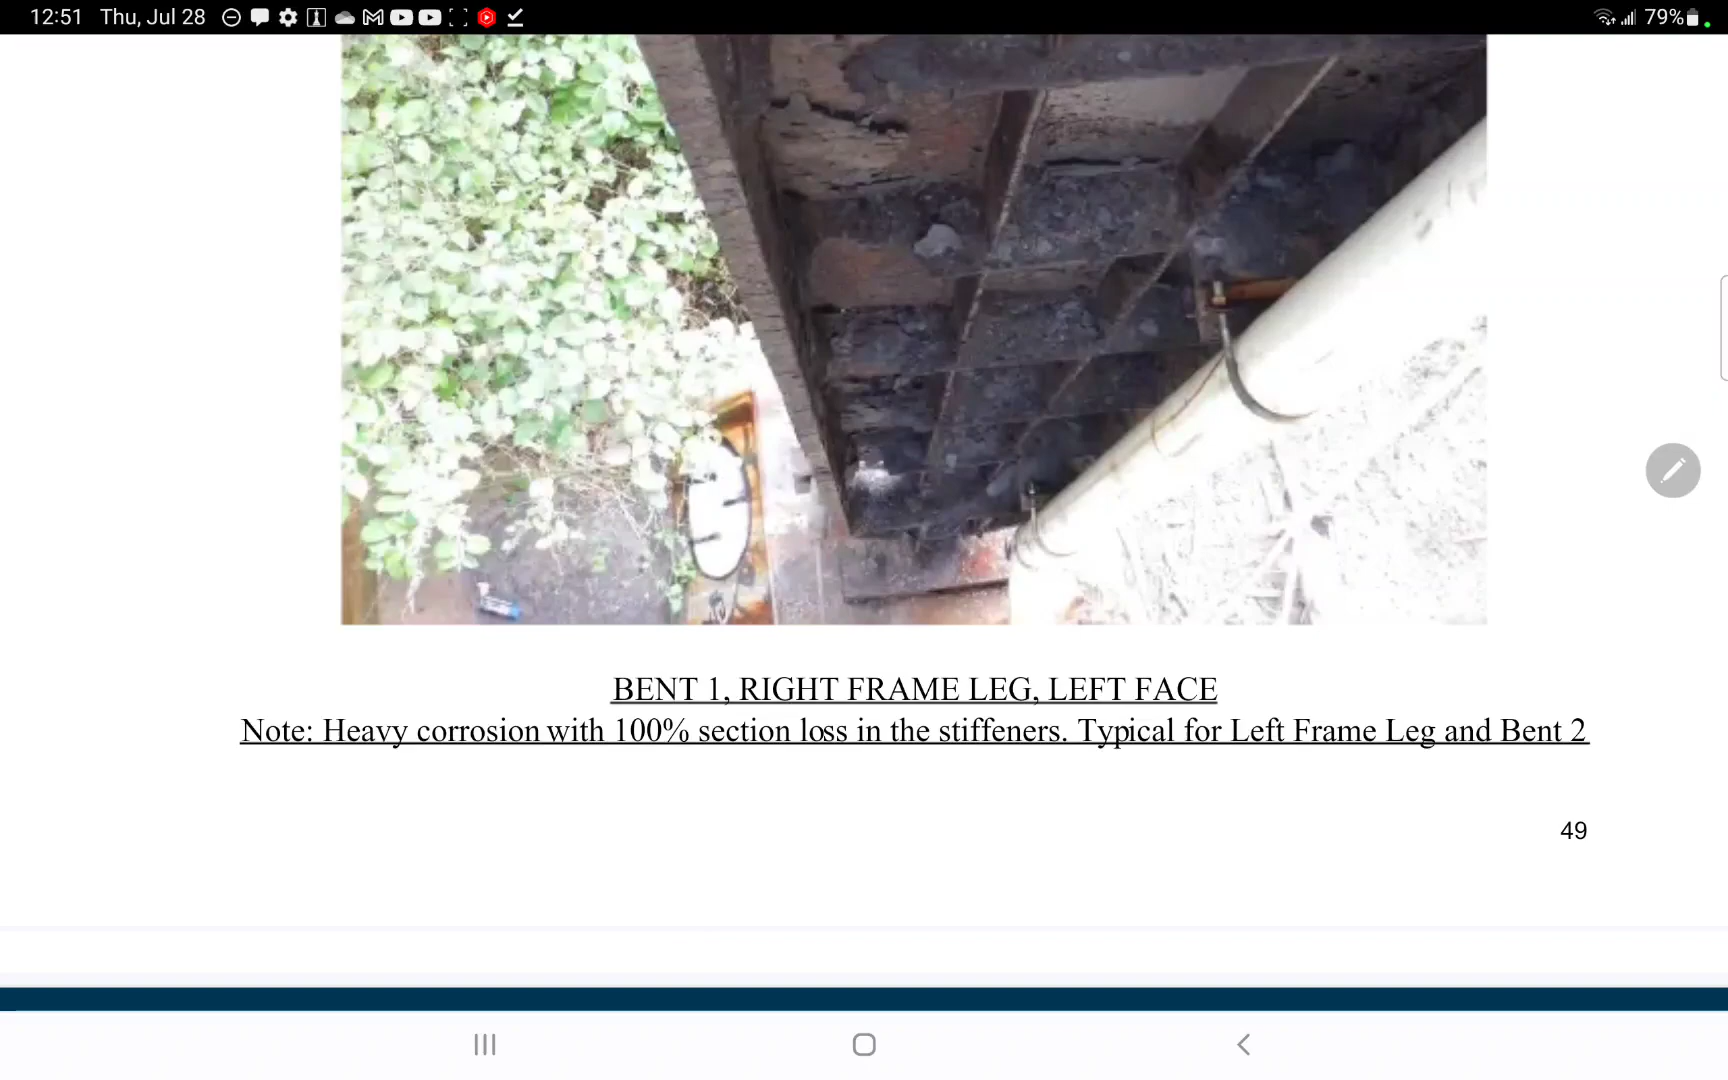 12:51 Thu, Jul 28
79%
BENT 1, RIGHT FRAME LEG, LEFT FACE
Note: Heavy corrosion with 100% section loss in the stiffeners. Typical for Left Frame Leg and Bent 2
49